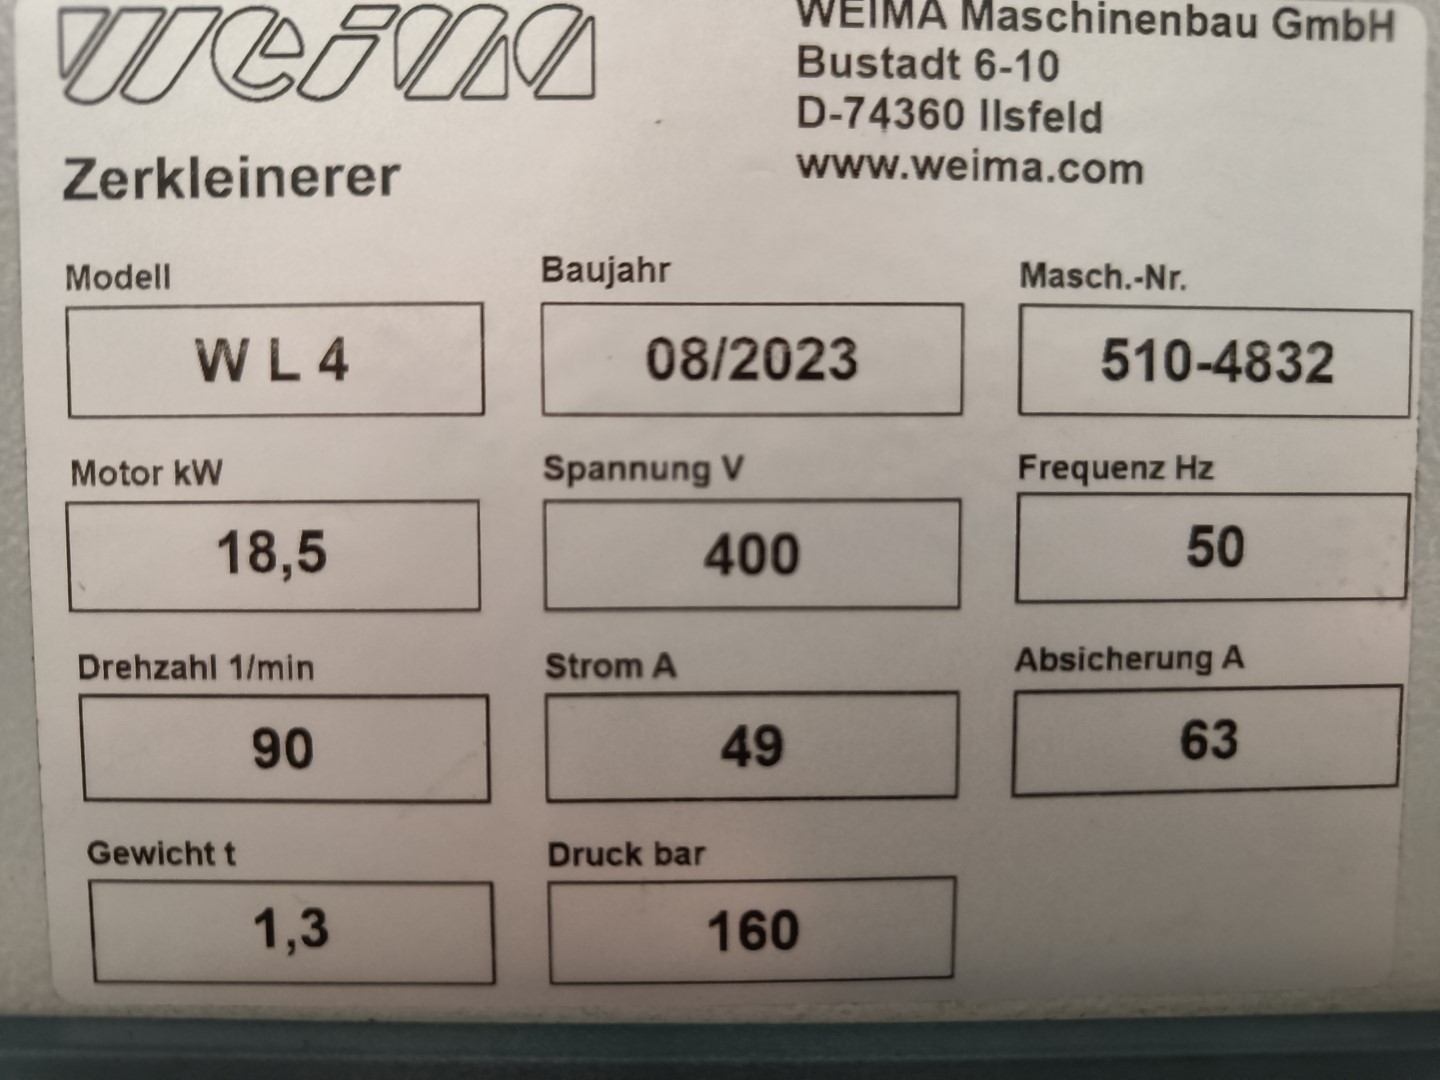 weima
WEIMA Maschinenbau GmbH
Bustadt 6-10
D-74360 Ilsfeld
www.weima.com
Zerkleinerer
Modell Baujahr Masch.-Nr.
W L 4 08/2023 510-4832
Motor kW Spannung V Frequenz Hz
18,5 400 50
Drehzahl 1/min Strom A Absicherung A
90 49 63
Gewicht t Druck bar
1,3 160